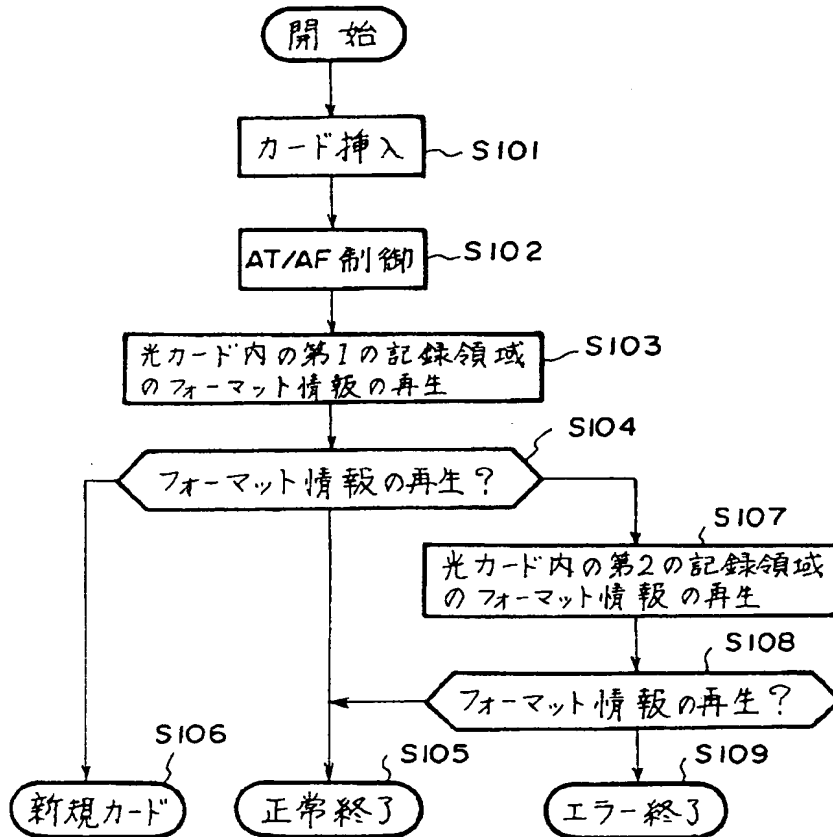 開始
カード挿入
S101
AT/AF制御
S102
光カード内の第1の記録領域
のフォーマット情報の再生
S103
S104
フォーマット情報の再生?
S107
光カード内の第2の記録領域
のフォーマット情報の再生
S108
フォーマット情報の再生?
S106
新規カード
S105
正常終了
S109
エラー終了